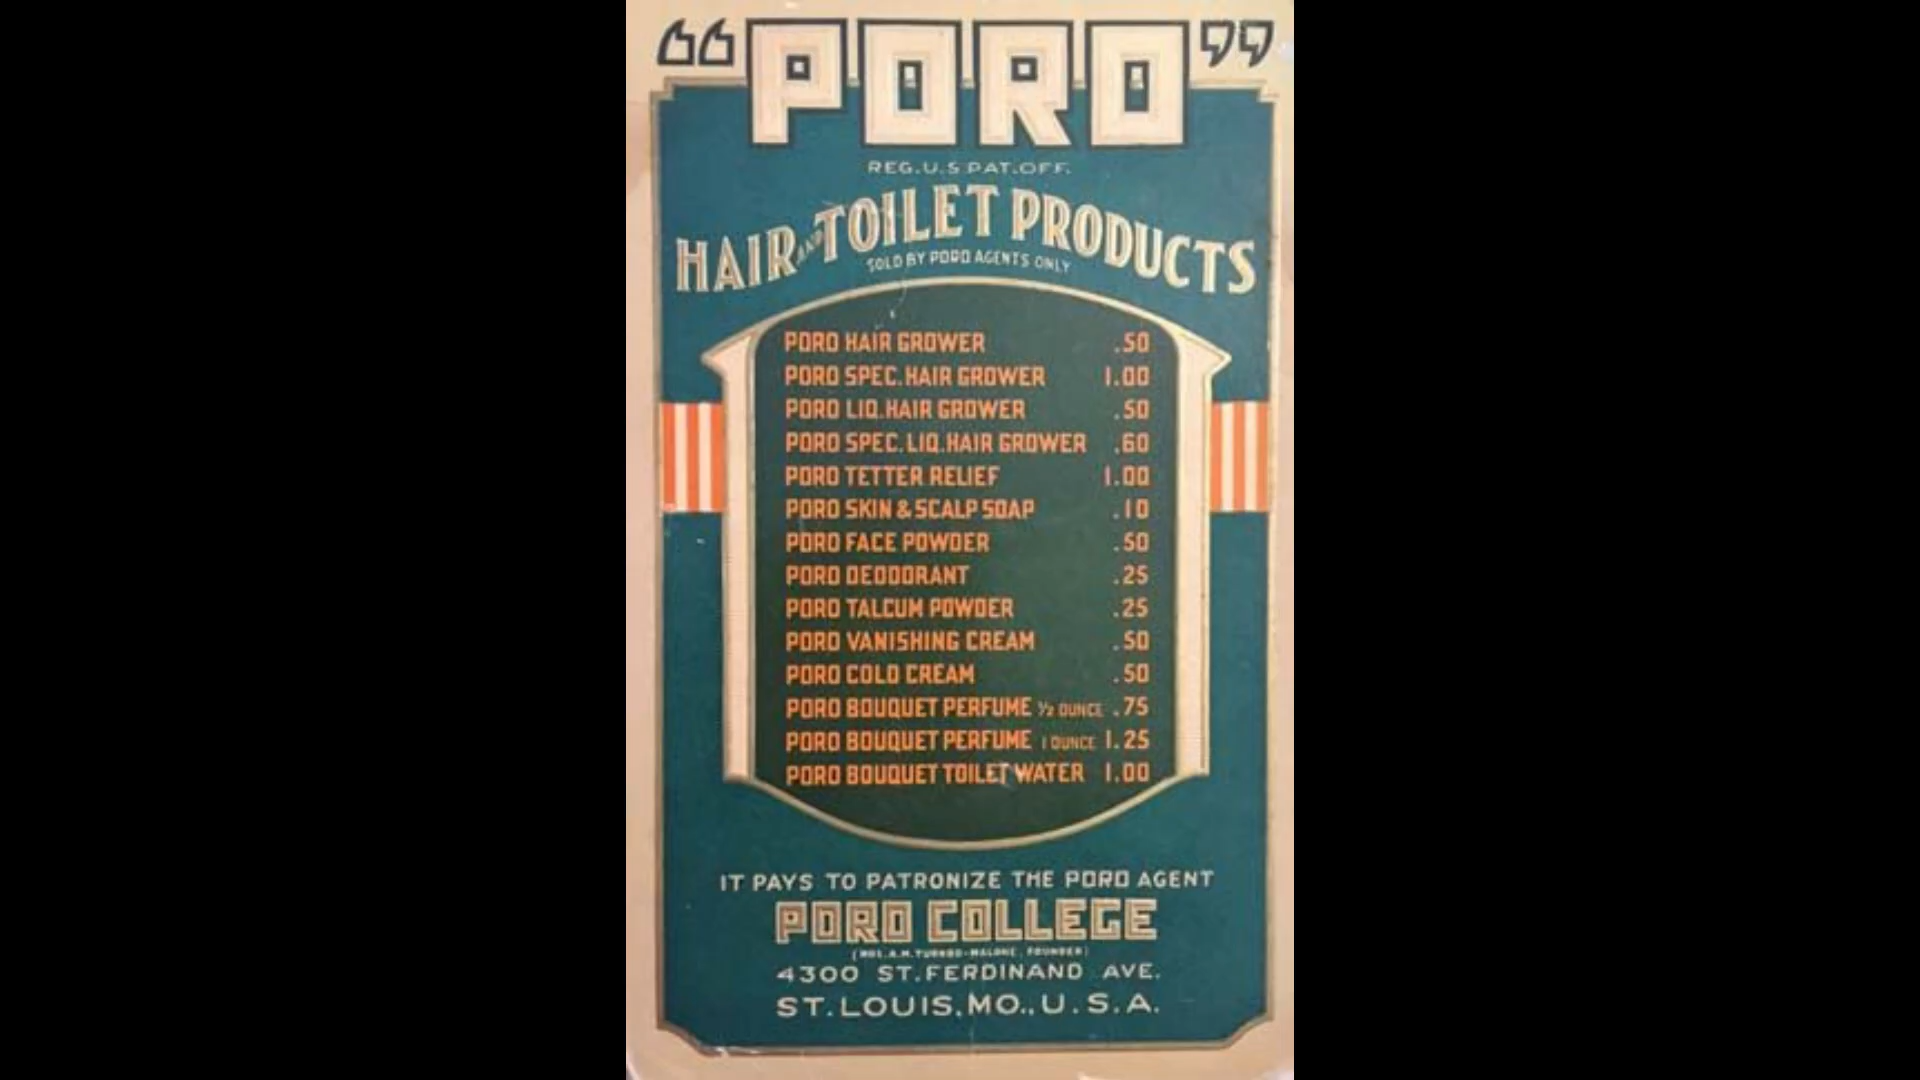 “PORO”
REG.U.S PAT.OFF.
HAIR AND TOILET PRODUCTS
SOLD BY PORO AGENTS ONLY
PORO HAIR GROWER .50
PORO SPEC. HAIR GROWER 1.00
PORO LIQ. HAIR GROWER .50
PORO SPEC. LIQ. HAIR GROWER .60
PORO TETTER RELIEF 1.00
PORO SKIN & SCALP SOAP .10
PORO FACE POWDER .50
PORO DEODORANT .25
PORO TALCUM POWDER .25
PORO VANISHING CREAM .50
PORO COLD CREAM .50
PORO BOUQUET PERFUME ½ OUNCE .75
PORO BOUQUET PERFUME 1 OUNCE 1.25
PORO BOUQUET TOILET WATER 1.00
IT PAYS TO PATRONIZE THE PORO AGENT
PORO COLLEGE
(MRS. A.M. TURNBO-MALONE, FOUNDER)
4300 ST. FERDINAND AVE.
ST. LOUIS, MO., U.S.A.